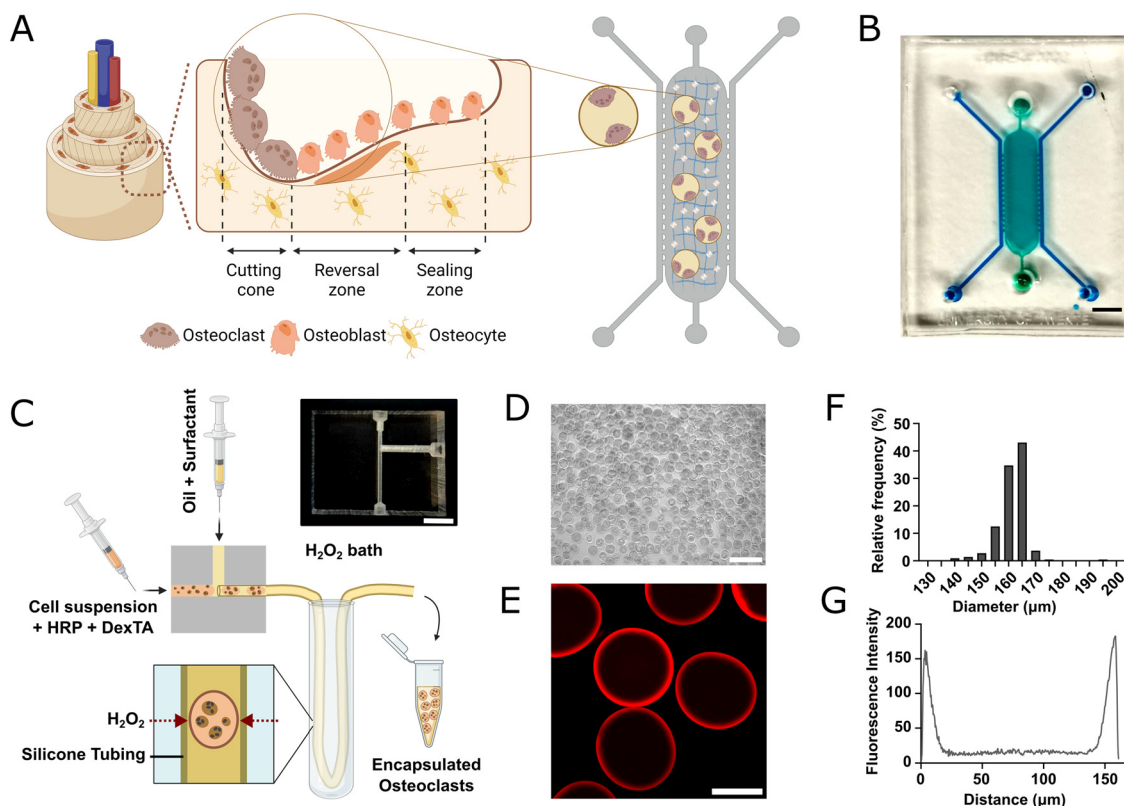 A
Cutting
cone
Reversal
zone
Sealing
zone
Osteoclast
Osteoblast
Osteocyte
B
C
Oil + Surfactant
H₂O₂ bath
Cell suspension
+ HRP + DexTA
H₂O₂
Silicone Tubing
Encapsulated
Osteoclasts
D
E
F
Relative frequency (%)
50
40
30
20
10
0
130 140 150 160 170 180 190 200
Diameter (µm)
G
Fluorescence Intensity
200
150
100
50
0
0 50 100 150
Distance (µm)